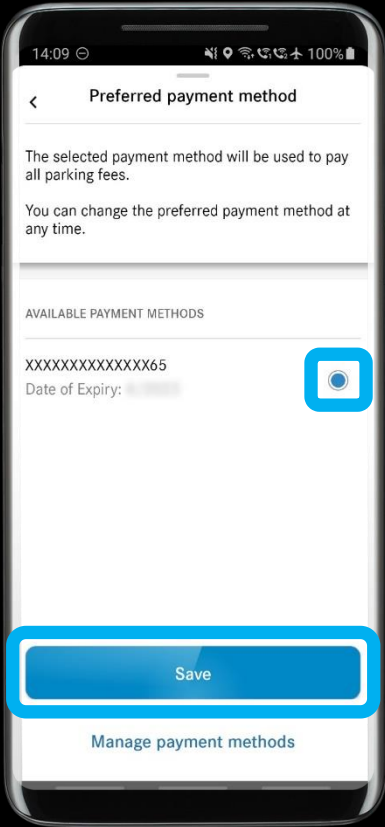 14:09 100%
Preferred payment method
The selected payment method will be used to pay
all parking fees.
You can change the preferred payment method at
any time.
AVAILABLE PAYMENT METHODS
XXXXXXXXXXXXXX65
Date of Expiry:
Save
Manage payment methods